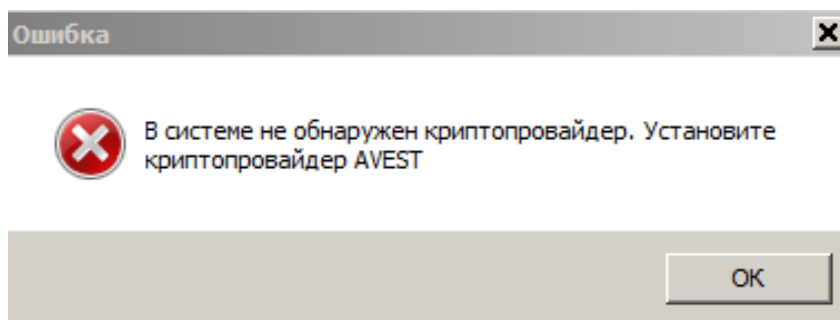 Ошибка
В системе не обнаружен криптопровайдер. Установите
криптопровайдер AVEST
OK